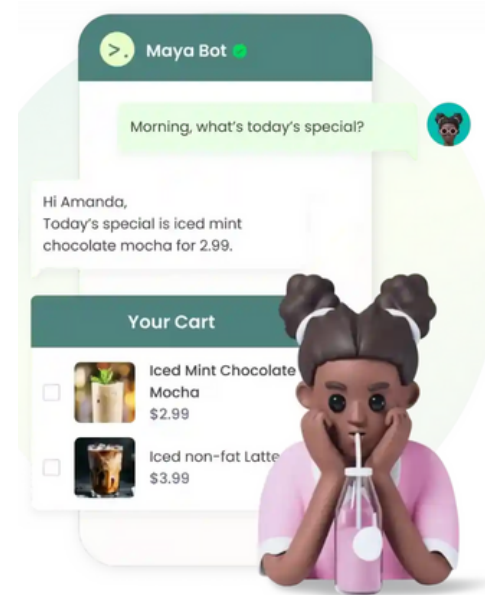 >.
Maya Bot
Morning, what's today's special?
Hi Amanda,
Today's special is iced mint
chocolate mocha for 2.99.
Your Cart
Iced Mint Chocolate
Mocha
$2.99
Iced non-fat Latte
$3.99